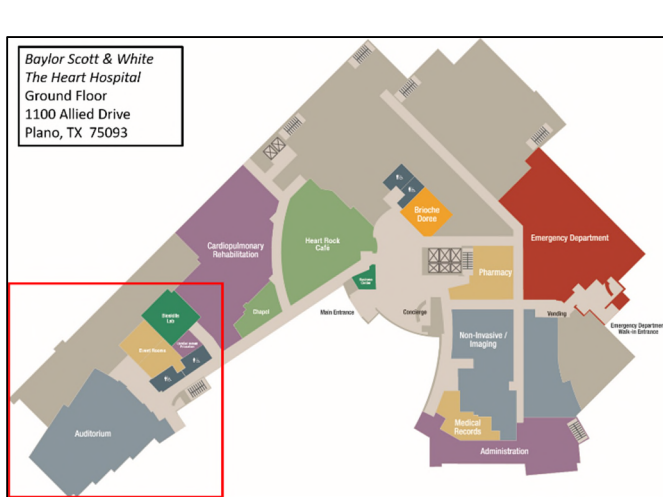 Baylor Scott & White
The Heart Hospital
Ground Floor
1100 Allied Drive
Plano, TX  75093
Brioche
Doree
Emergency Department
Cardiopulmonary
Rehabilitation
Heart Rock
Cafe
Pharmacy
Chapel
Main Entrance
Concierge
Vending
Emergency Department
Walk-in Entrance
Non-Invasive /
Imaging
Auditorium
Medical
Records
Administration